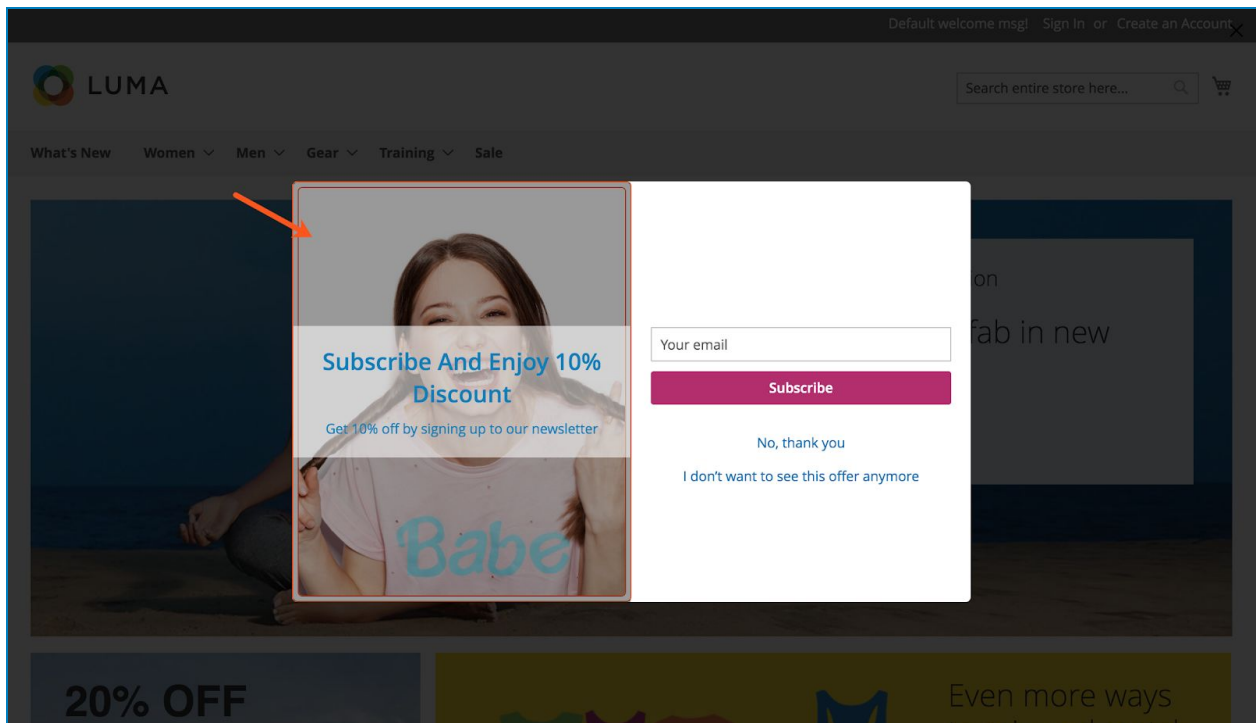 Default welcome msg! Sign In or Create an Account
LUMA
Search entire store here...
What's New Women Men Gear Training Sale
on
fab in new
Subscribe And Enjoy 10%
Discount
Get 10% off by signing up to our newsletter
Babe
Your email
Subscribe
No, thank you
I don't want to see this offer anymore
20% OFF
Even more ways